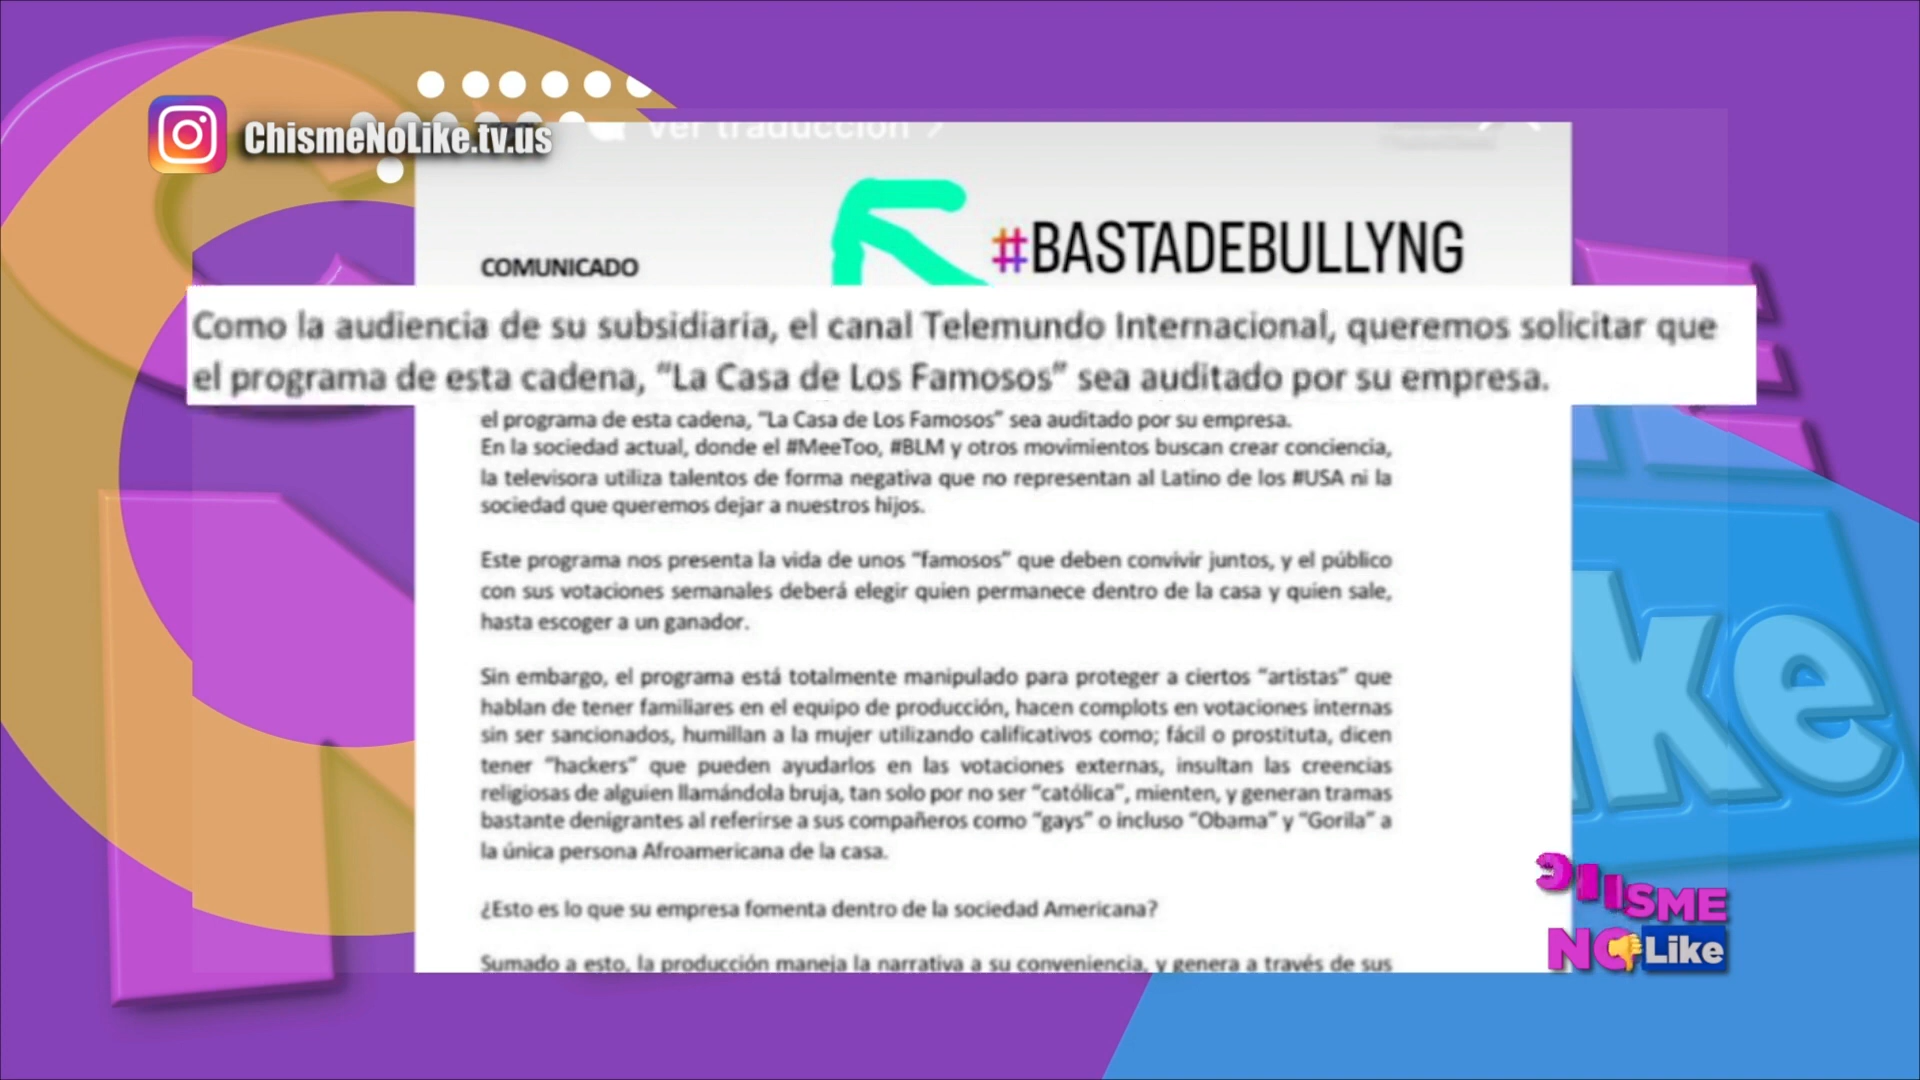 Ver traducción
ChismeNoLike.tv.us
#BASTADEBULLYNG
COMUNICADO
Como la audiencia de su subsidiaria, el canal Telemundo Internacional, queremos solicitar que
el programa de esta cadena, “La Casa de Los Famosos” sea auditado por su empresa.
el programa de esta cadena, “La Casa de Los Famosos” sea auditado por su empresa.
En la sociedad actual, donde el #MeeToo, #BLM y otros movimientos buscan crear conciencia,
la televisora utiliza talentos de forma negativa que no representan al Latino de los #USA ni la
sociedad que queremos dejar a nuestros hijos.
Este programa nos presenta la vida de unos “famosos” que deben convivir juntos, y el público
con sus votaciones semanales deberá elegir quien permanece dentro de la casa y quien sale,
hasta escoger a un ganador.
Sin embargo, el programa está totalmente manipulado para proteger a ciertos “artistas” que
hablan de tener familiares en el equipo de producción, hacen complots en votaciones internas
sin ser sancionados, humillan a la mujer utilizando calificativos como; fácil o prostituta, dicen
tener “hackers” que pueden ayudarlos en las votaciones externas, insultan las creencias
religiosas de alguien llamándola bruja, tan solo por no ser “católica”, mienten, y generan tramas
bastante denigrantes al referirse a sus compañeros como “gays” o incluso “Obama” y “Gorila” a
la única persona Afroamericana de la casa.
¿Esto es lo que su empresa fomenta dentro de la sociedad Americana?
Sumado a esto, la producción maneja la narrativa a su conveniencia, y genera a través de sus
ke
CHISME
NO Like